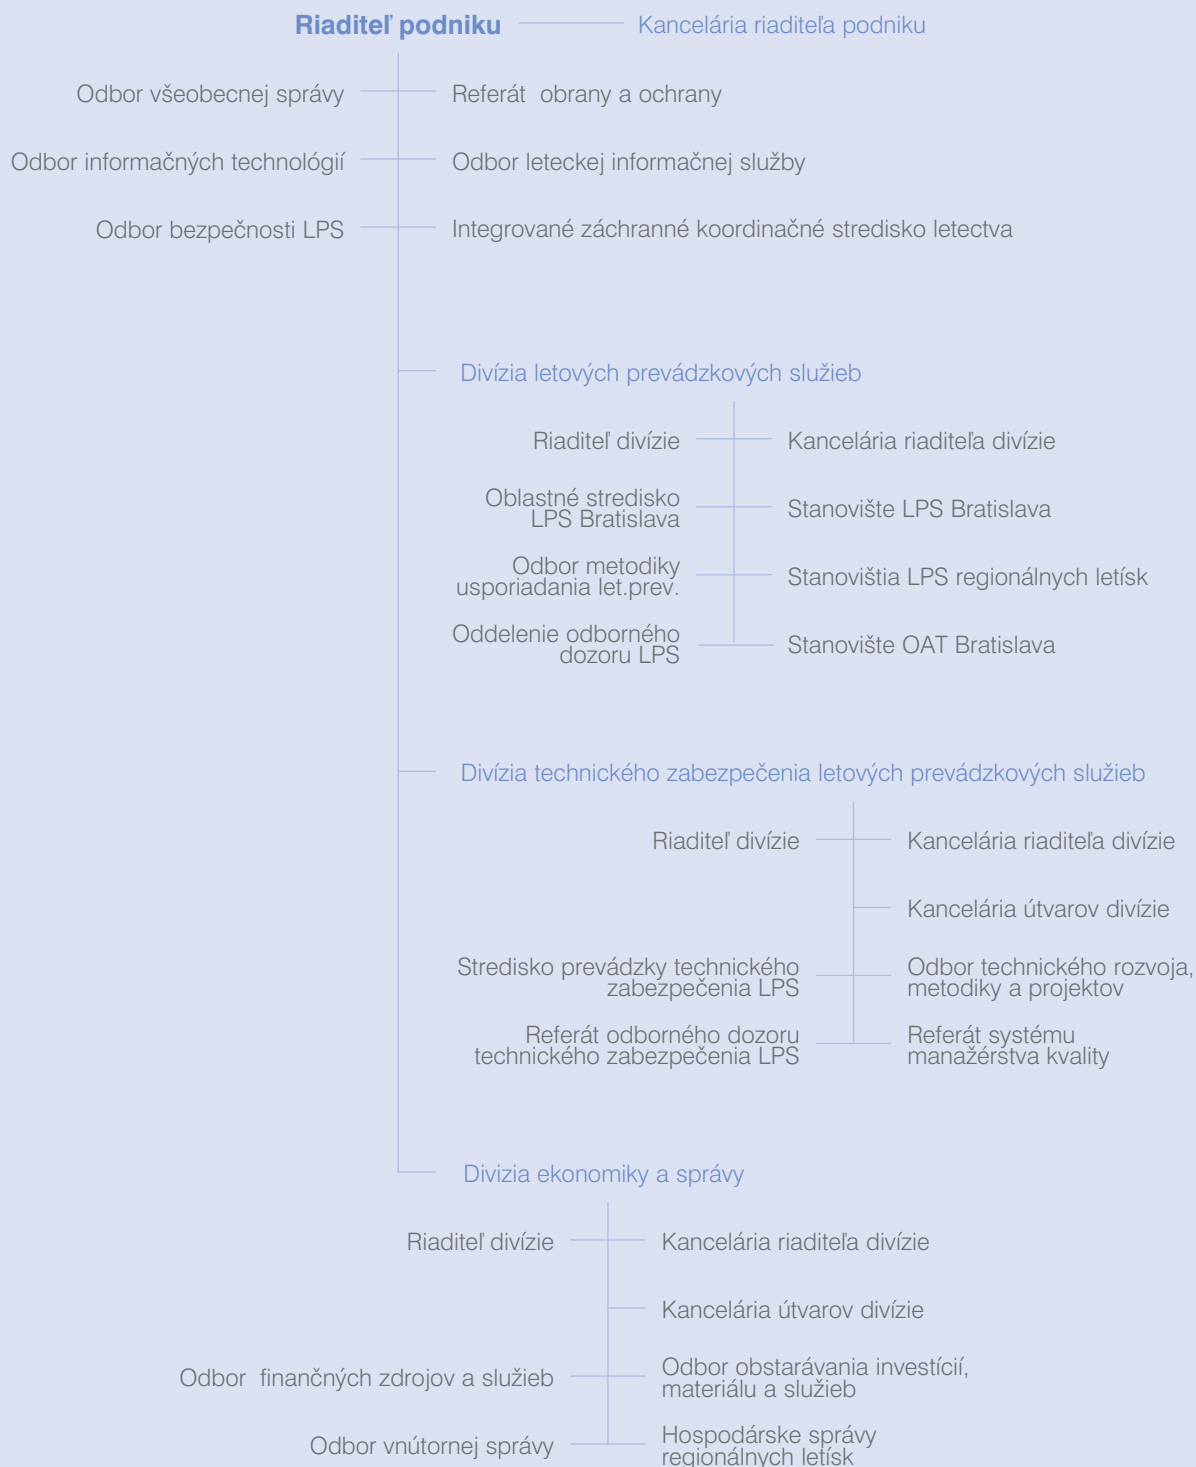 Riaditeľ podniku
Kancelária riaditeľa podniku
Odbor všeobecnej správy
Referát obrany a ochrany
Odbor informačných technológií
Odbor leteckej informačnej služby
Odbor bezpečnosti LPS
Integrované záchranné koordinačné stredisko letectva
Divízia letových prevádzkových služieb
Riaditeľ divízie
Kancelária riaditeľa divízie
Oblastné stredisko
LPS Bratislava
Stanovište LPS Bratislava
Odbor metodiky
usporiadania let.prev.
Stanovištia LPS regionálnych letísk
Oddelenie odborného
dozoru LPS
Stanovište OAT Bratislava
Divízia technického zabezpečenia letových prevádzkových služieb
Riaditeľ divízie
Kancelária riaditeľa divízie
Kancelária útvarov divízie
Stredisko prevádzky technického
zabezpečenia LPS
Odbor technického rozvoja,
metodiky a projektov
Referát odborného dozoru
technického zabezpečenia LPS
Referát systému
manažérstva kvality
Divizia ekonomiky a správy
Riaditeľ divízie
Kancelária riaditeľa divízie
Kancelária útvarov divízie
Odbor finančných zdrojov a služieb
Odbor obstarávania investícií,
materiálu a služieb
Odbor vnútornej správy
Hospodárske správy
regionálnych letísk